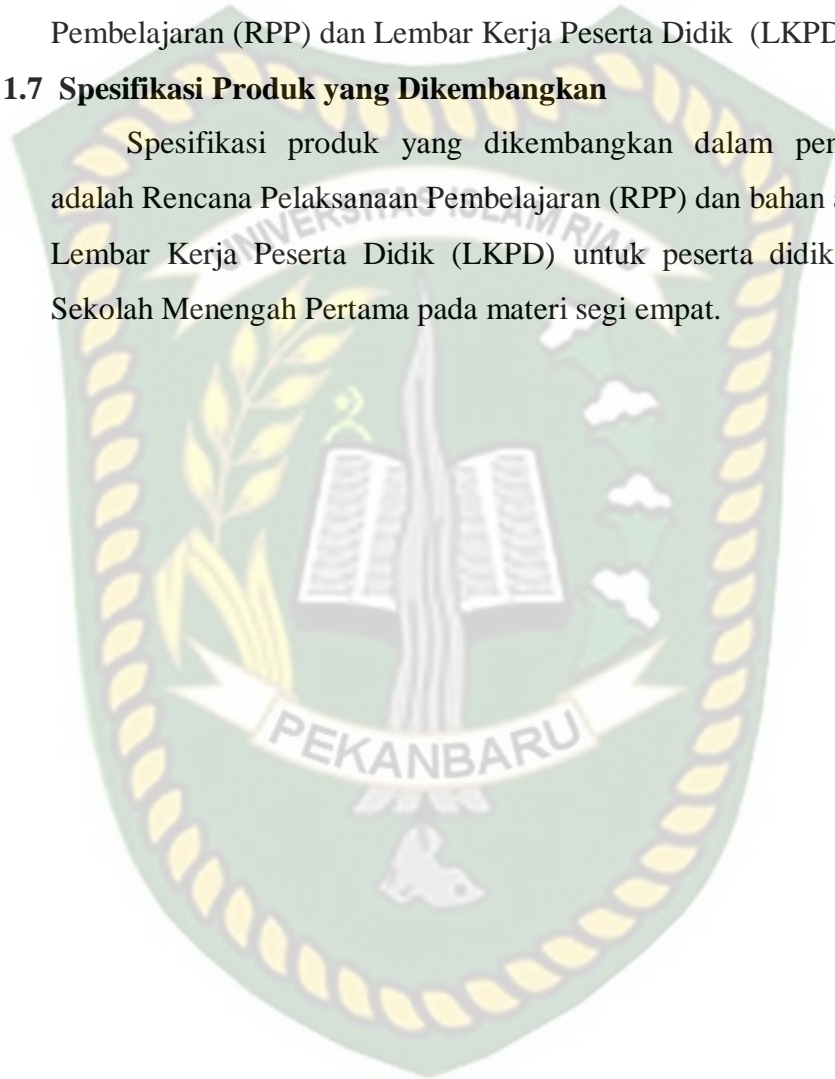 Pembelajaran (RPP) dan Lembar Kerja Peserta Didik (LKPD
1.7 Spesifikasi Produk yang Dikembangkan
Spesifikasi produk yang dikembangkan dalam pen
adalah Rencana Pelaksanaan Pembelajaran (RPP) dan bahan a
Lembar Kerja Peserta Didik (LKPD) untuk peserta didik
Sekolah Menengah Pertama pada materi segi empat.
UNIVERSITAS ISLAM RIAU
PEKANBARU